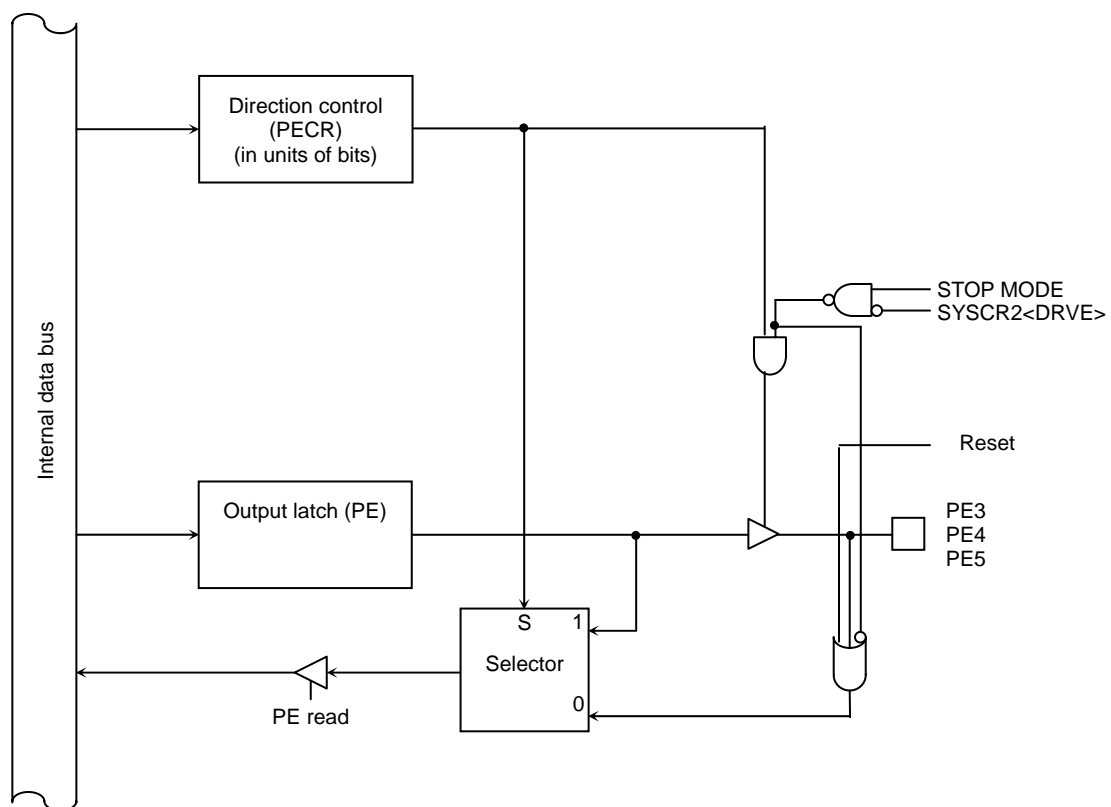 Direction control
(PECR)
(in units of bits)
STOP MODE
SYSCR2<DRVE>
Internal data bus
Reset
Output latch (PE)
PE3
PE4
PE5
S
1
Selector
0
PE read